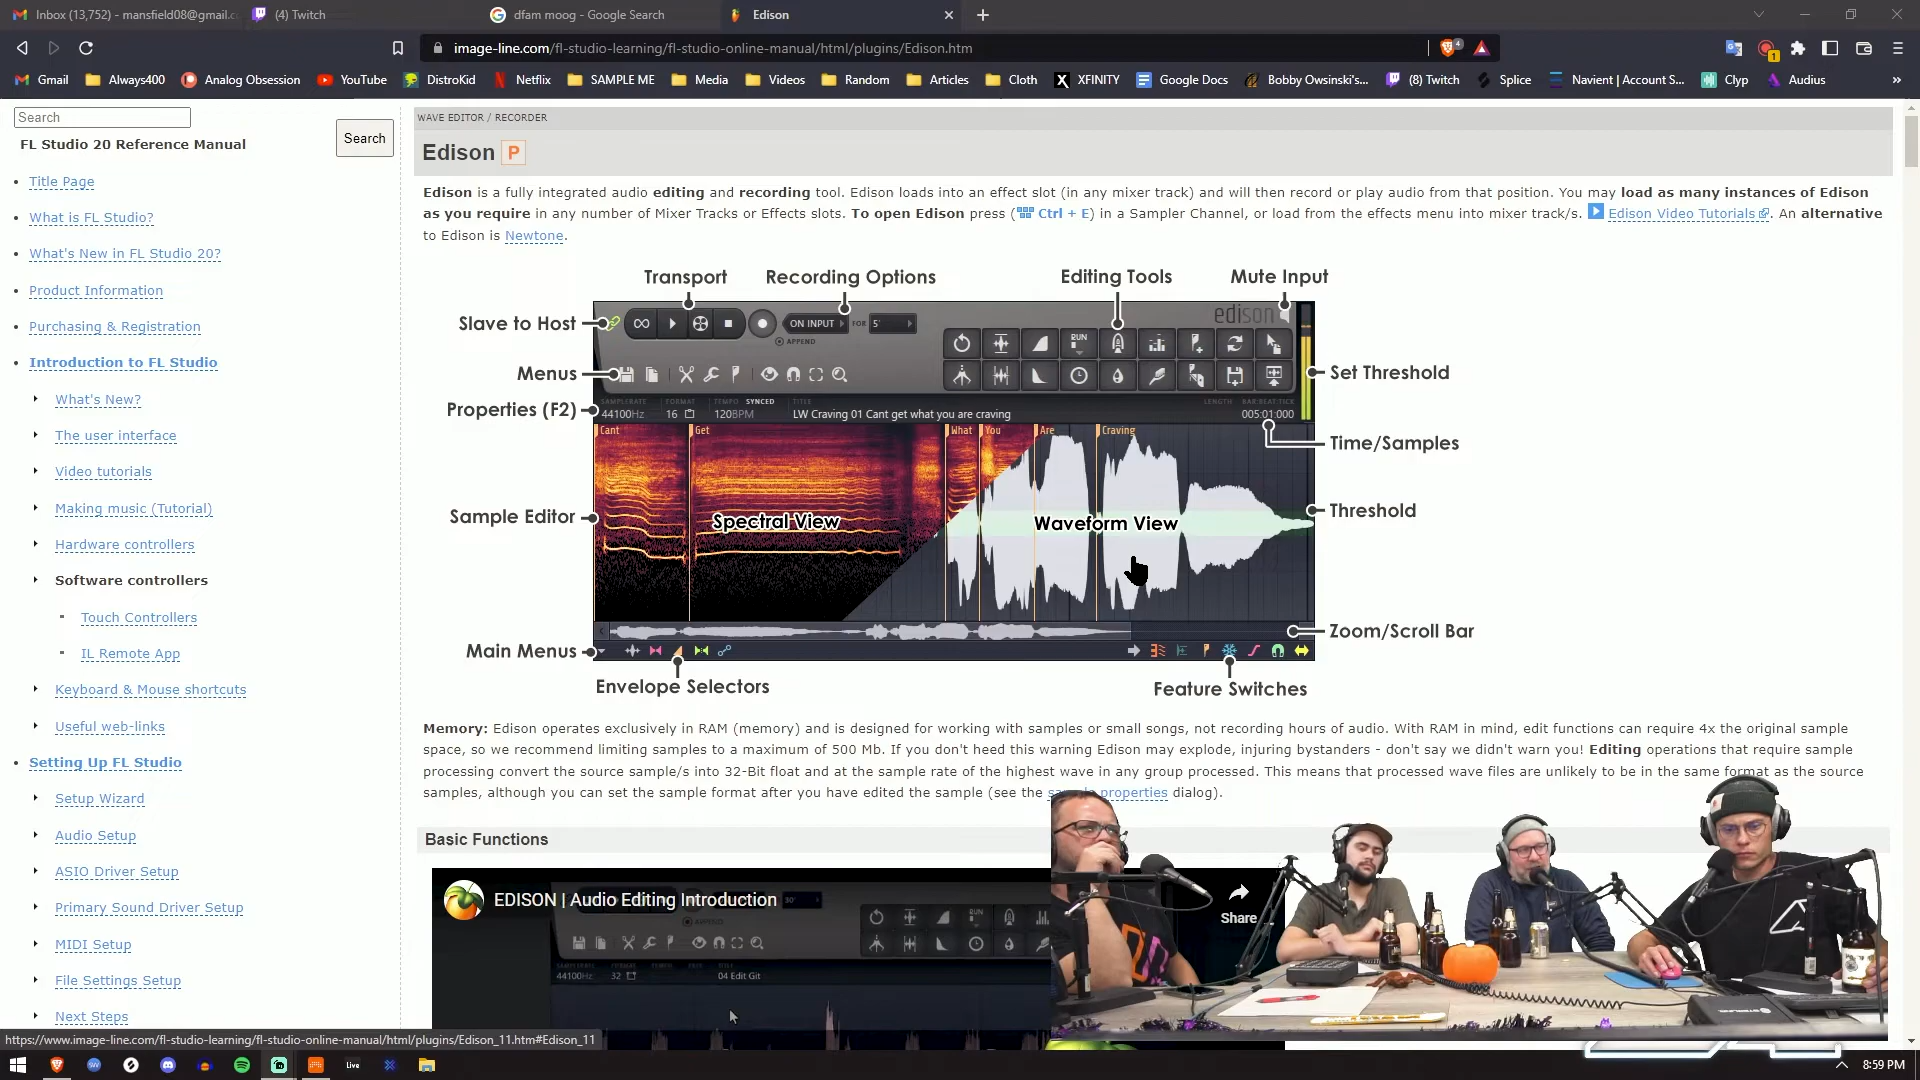 Inbox (13,752) - mansfield08@gmail.c
(4) Twitch
dfam moog - Google Search
Edison
image-line.com/fl-studio-learning/fl-studio-online-manual/html/plugins/Edison.htm
4
1
Gmail
Always400
Analog Obsession
YouTube
DistroKid
Netflix
SAMPLE ME
Media
Videos
Random
Articles
Cloth
XFINITY
Google Docs
Bobby Owsinski's...
(8) Twitch
Splice
Navient | Account S...
Clyp
Audius
Search
Search
FL Studio 20 Reference Manual
Title Page
What is FL Studio?
What's New in FL Studio 20?
Product Information
Purchasing & Registration
Introduction to FL Studio
What's New?
The user interface
Video tutorials
Making music (Tutorial)
Hardware controllers
Software controllers
Touch Controllers
IL Remote App
Keyboard & Mouse shortcuts
Useful web-links
Setting Up FL Studio
Setup Wizard
Audio Setup
ASIO Driver Setup
Primary Sound Driver Setup
MIDI Setup
File Settings Setup
Next Steps
WAVE EDITOR / RECORDER
Edison P
Edison is a fully integrated audio editing and recording tool. Edison loads into an effect slot (in any mixer track) and will then record or play audio from that position. You may load as many instances of Edison
as you require in any number of Mixer Tracks or Effects slots. To open Edison press (Ctrl + E) in a Sampler Channel, or load from the effects menu into mixer track/s. Edison Video Tutorials. An alternative
to Edison is Newtone.
Transport
Recording Options
Editing Tools
Mute Input
Slave to Host
ON INPUT
FOR
5'
APPEND
edison
RUN
Menus
Set Threshold
Properties (F2)
SAMPLERATE
FORMAT
TEMPO
SYNCED
TITLE
LENGTH
BAR:BEAT:TICK
44100Hz
16
120BPM
LW Craving 01 Cant get what you are craving
005:01:000
Cant
Get
What
You
Are
Craving
Time/Samples
Sample Editor
Spectral View
Waveform View
Threshold
Zoom/Scroll Bar
Main Menus
Envelope Selectors
Feature Switches
Memory: Edison operates exclusively in RAM (memory) and is designed for working with samples or small songs, not recording hours of audio. With RAM in mind, edit functions can require 4x the original sample
space, so we recommend limiting samples to a maximum of 500 Mb. If you don't heed this warning Edison may explode, injuring bystanders - don't say we didn't warn you! Editing operations that require sample
processing convert the source sample/s into 32-Bit float and at the sample rate of the highest wave in any group processed. This means that processed wave files are unlikely to be in the same format as the source
samples, although you can set the sample format after you have edited the sample (see the properties dialog).
Basic Functions
EDISON | Audio Editing Introduction
30'
Share
44100Hz
32
TITLE
04 Edit Git
https://www.image-line.com/fl-studio-learning/fl-studio-online-manual/html/plugins/Edison_11.htm#Edison_11
Live
8:59 PM